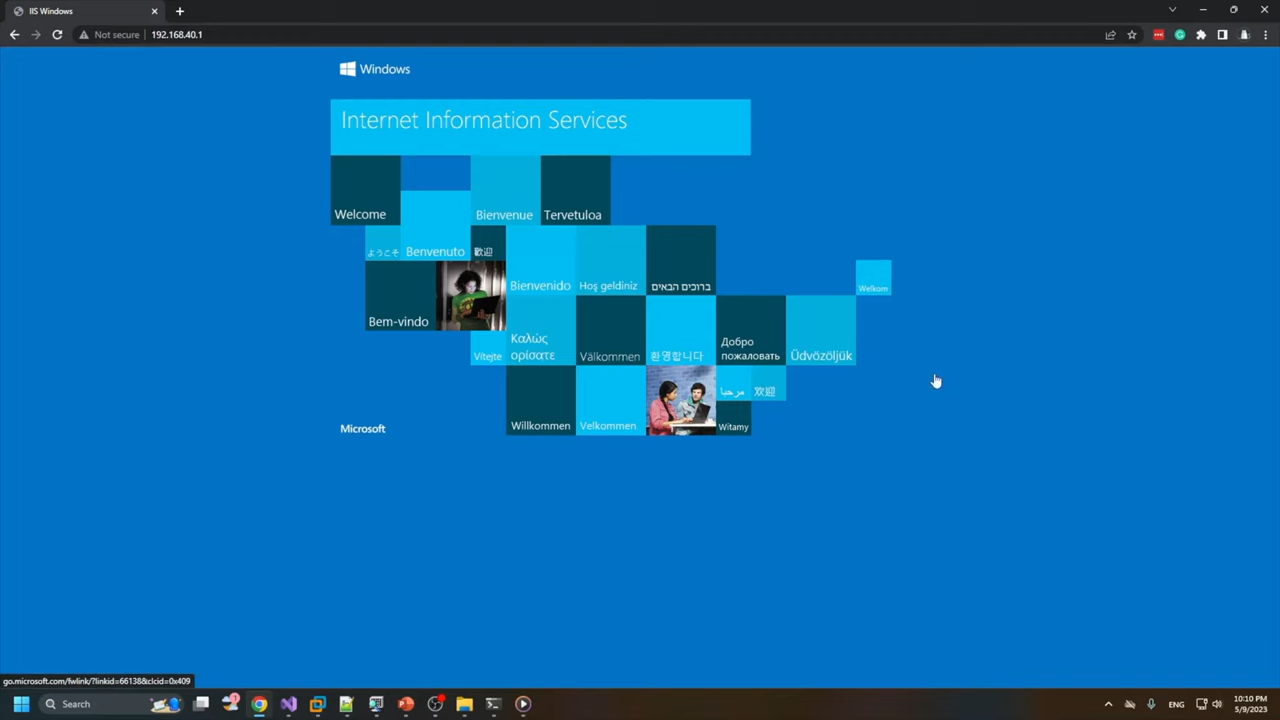 IIS Windows
Not secure
192.168.40.1
Windows
Internet Information Services
Welcome
Bienvenue
Tervetuloa
ようこそ
Benvenuto
歡迎
Bienvenido
Hoş geldiniz
ברוכים הבאים
Welkom
Bem-vindo
Vítejte
Καλώς
ορίσατε
Välkommen
환영합니다
Добро
пожаловать
Üdvözöljük
مرحبا
欢迎
Microsoft
Willkommen
Velkommen
Witamy
go.microsoft.com/fwlink/?linkid=66138&clcid=0x409
Search
ENG
10:10 PM
5/9/2023